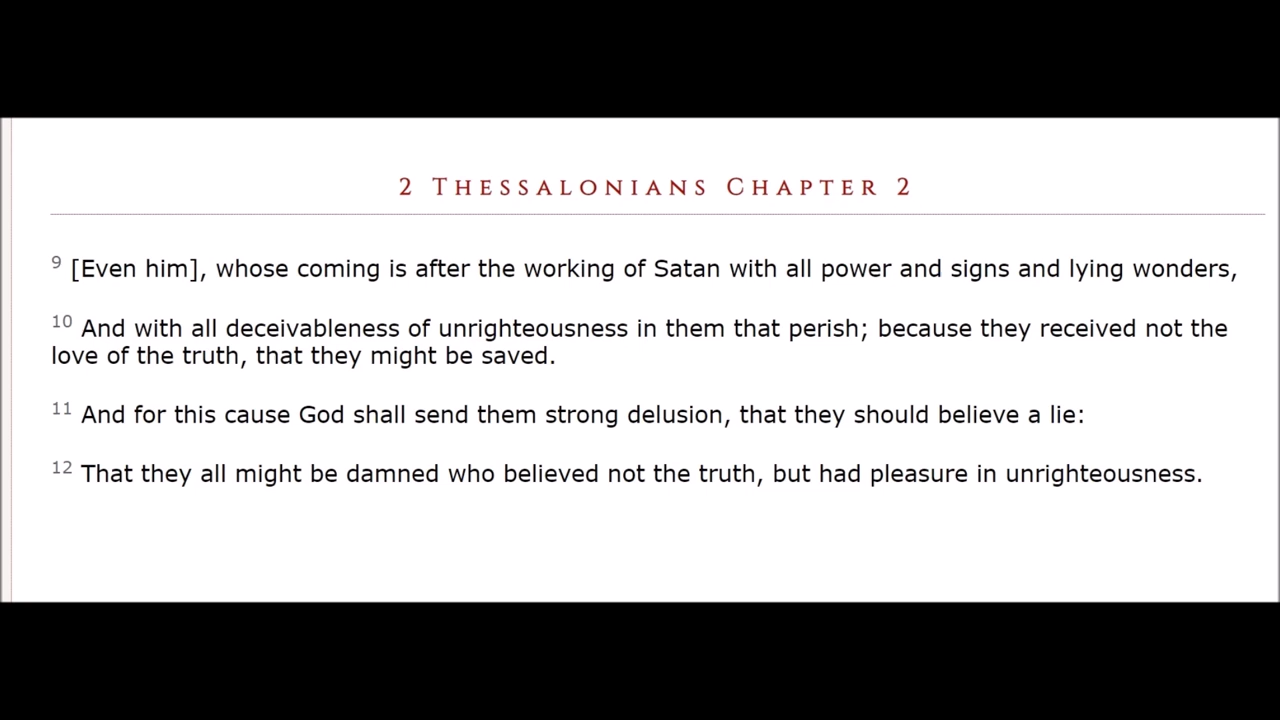 2 Thessalonians Chapter 2
9 [Even him], whose coming is after the working of Satan with all power and signs and lying wonders,
10 And with all deceivableness of unrighteousness in them that perish; because they received not the
love of the truth, that they might be saved.
11 And for this cause God shall send them strong delusion, that they should believe a lie:
12 That they all might be damned who believed not the truth, but had pleasure in unrighteousness.